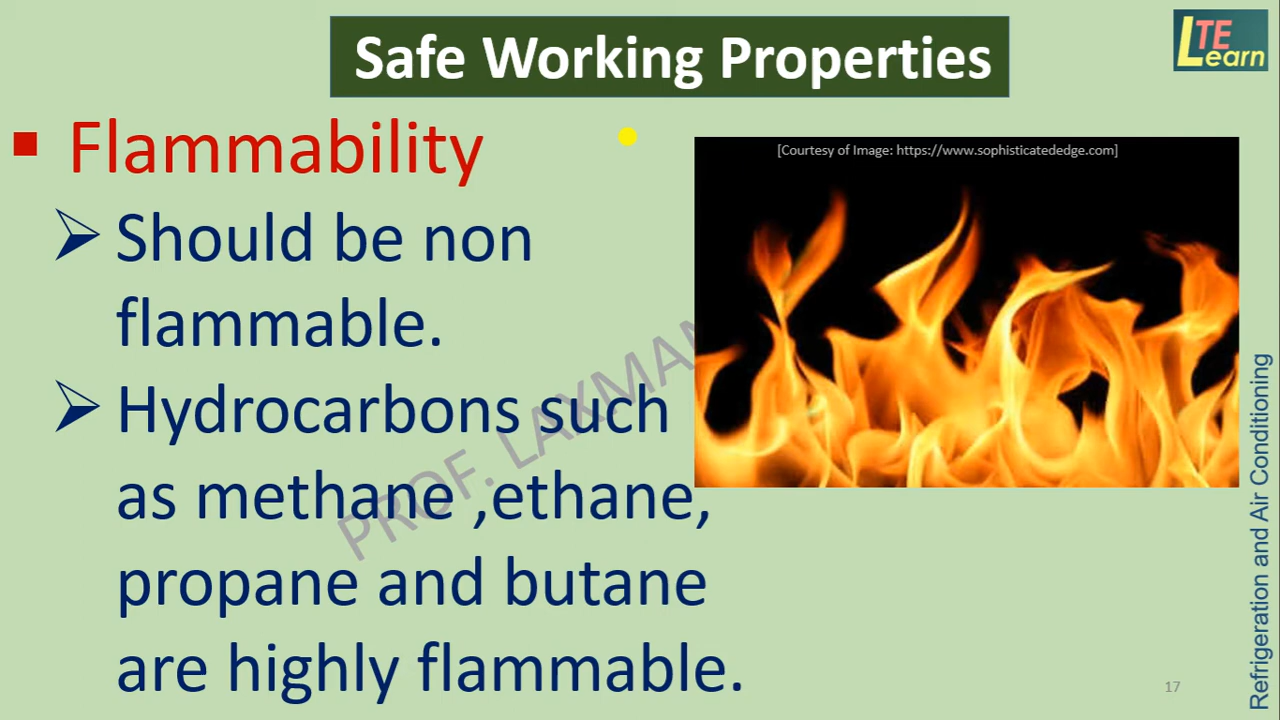 Safe Working Properties
LTE
Learn
Flammability
[Courtesy of Image: https://www.sophisticatededge.com]
Should be non
flammable.
Hydrocarbons such
as methane ,ethane,
propane and butane
are highly flammable.
PROF. LAXMAN
Refrigeration and Air Conditioning
17